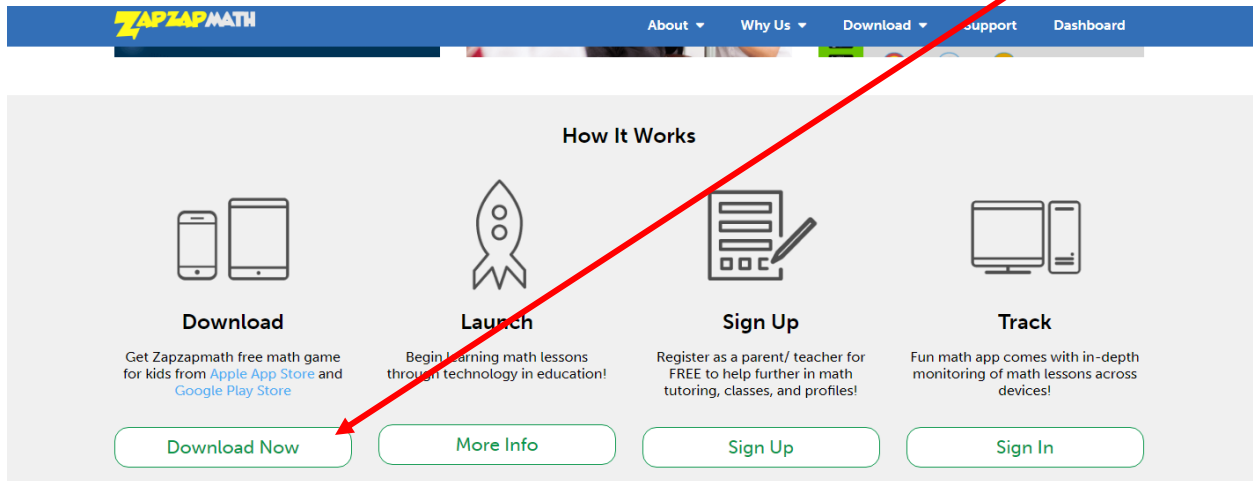 ZAPZAPMATH
About Why Us Download Support Dashboard
How It Works
Download
Get Zapzapmath free math game
for kids from Apple App Store and
Google Play Store
Download Now
Launch
Begin learning math lessons
through technology in education!
More Info
Sign Up
Register as a parent/ teacher for
FREE to help further in math
tutoring, classes, and profiles!
Sign Up
Track
Fun math app comes with in-depth
monitoring of math lessons across
devices!
Sign In